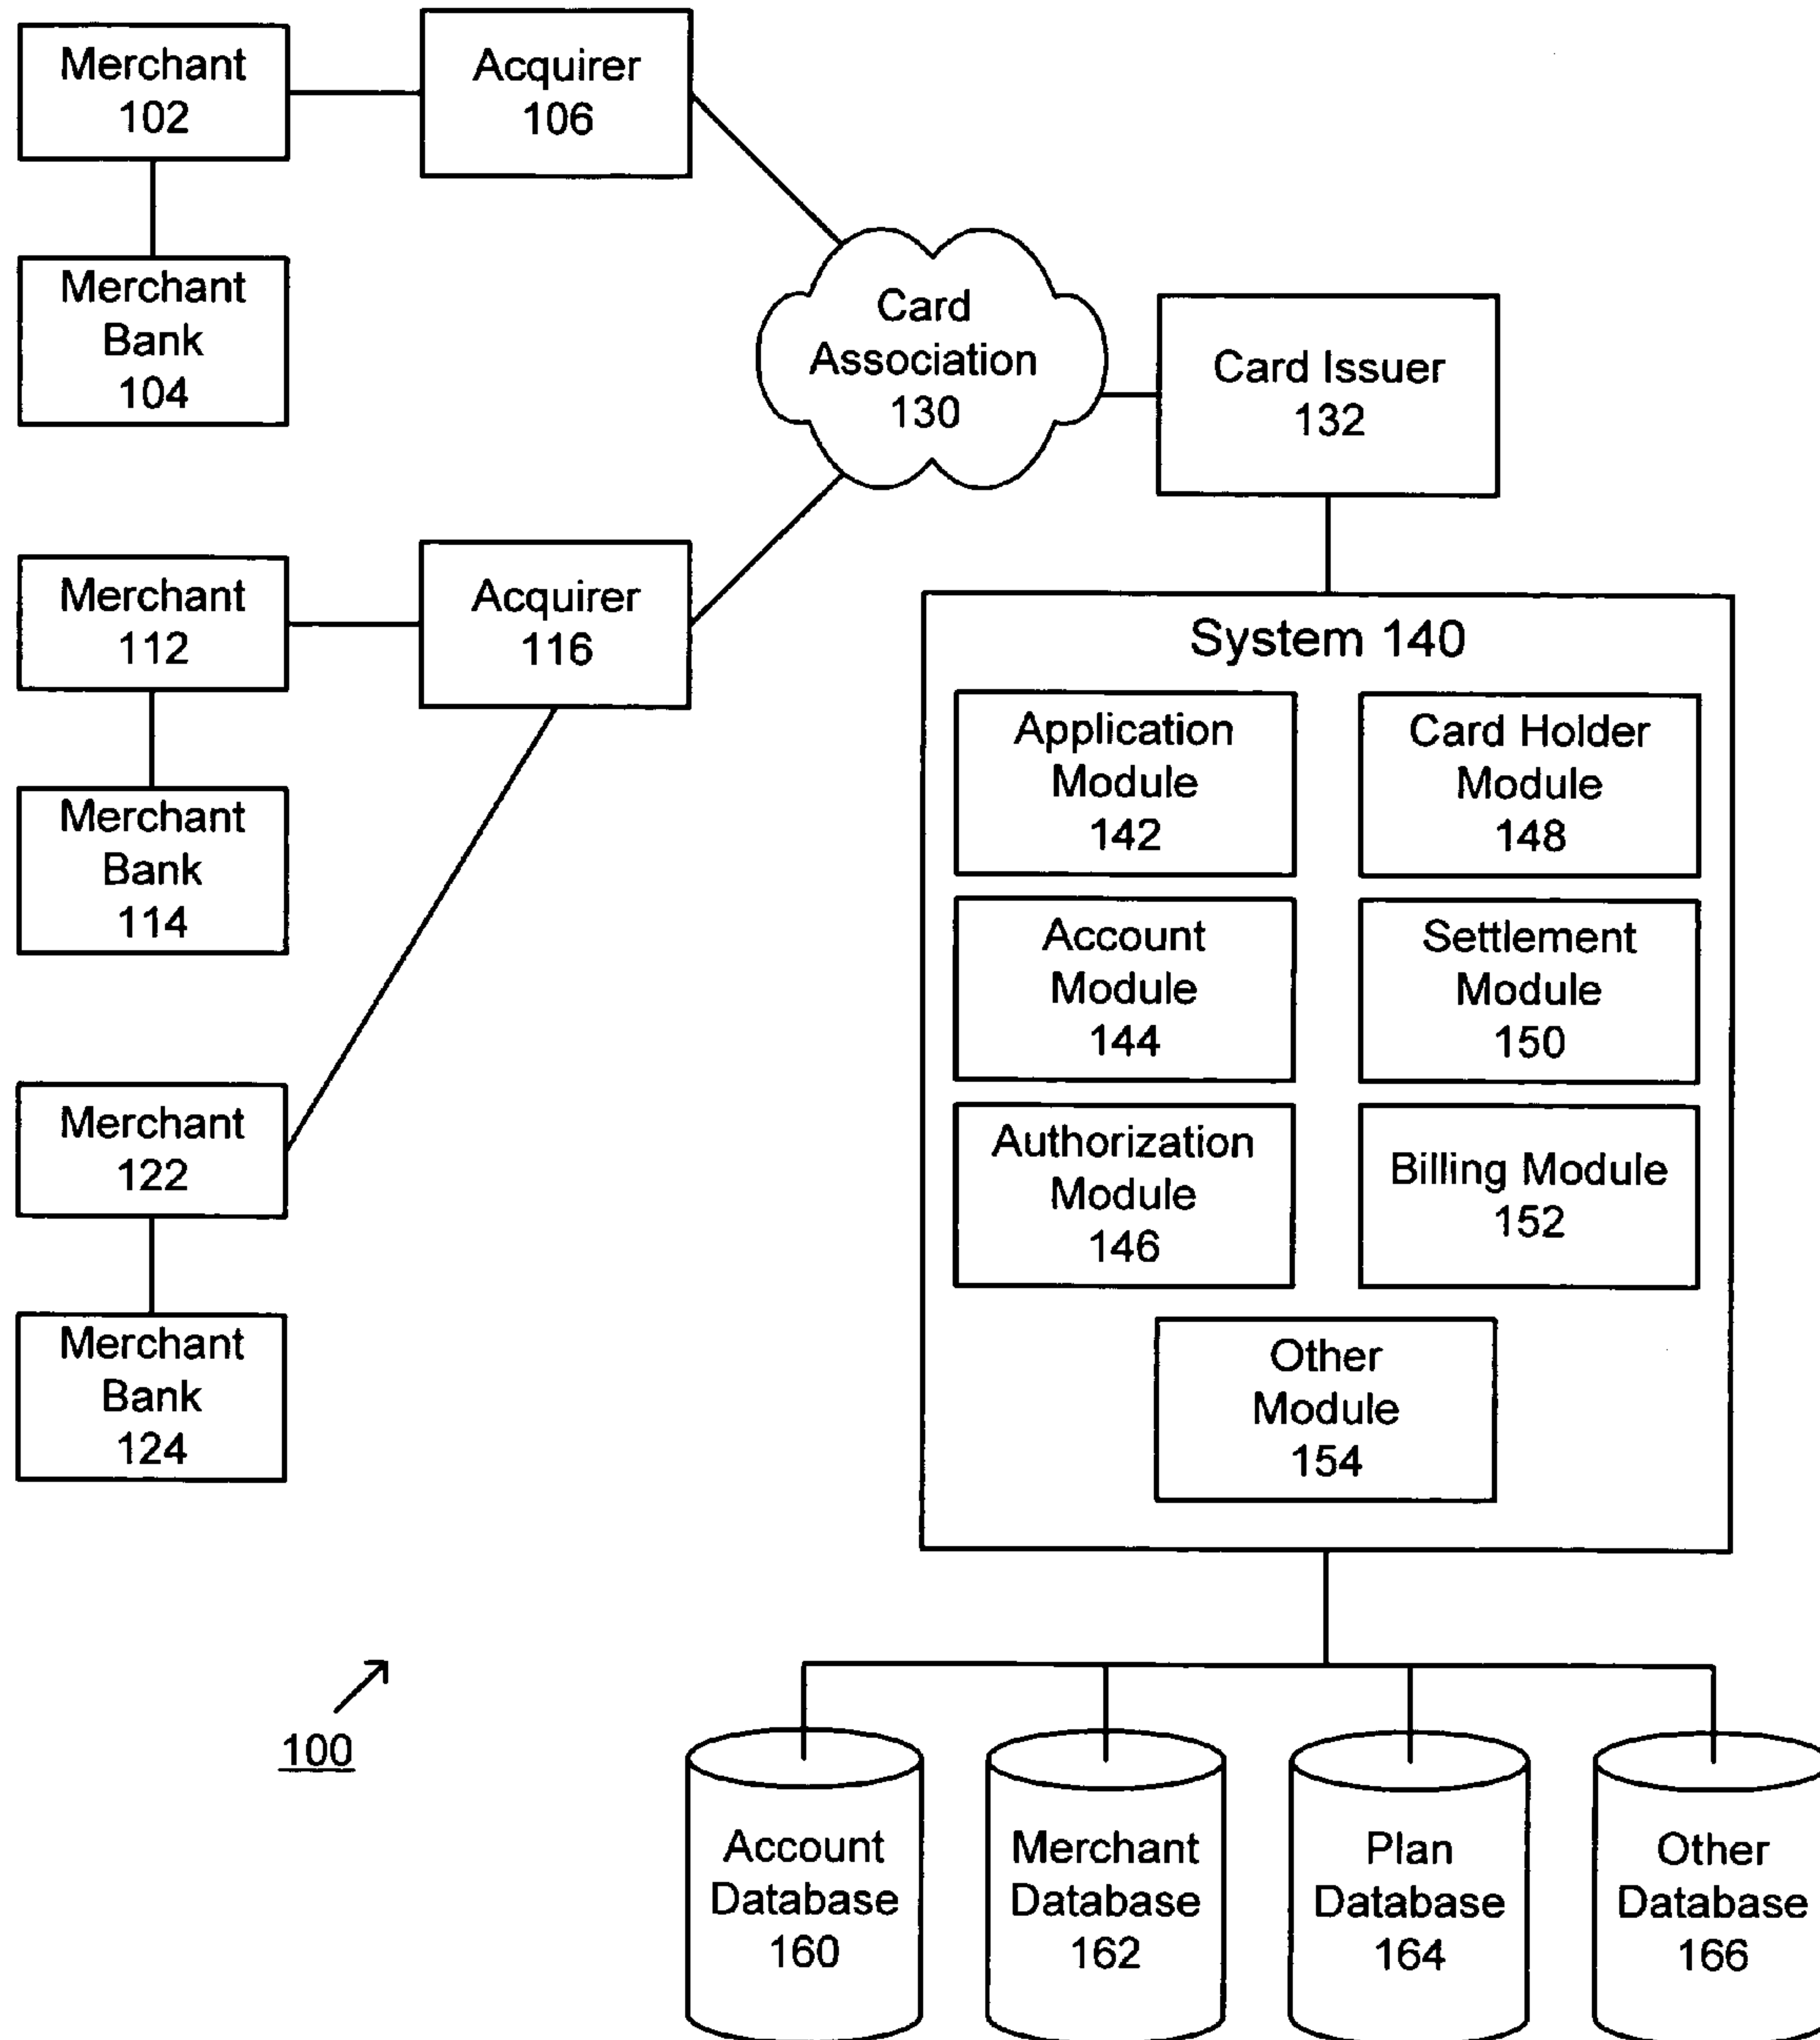 Merchant
102
Acquirer
106
Merchant
Bank
104
Card
Association
130
Card Issuer
132
Merchant
112
Acquirer
116
Merchant
Bank
114
Merchant
122
Merchant
Bank
124
System 140
Application
Module
142
Card Holder
Module
148
Account
Module
144
Settlement
Module
150
Authorization
Module
146
Billing Module
152
Other
Module
154
100
Account
Database
160
Merchant
Database
162
Plan
Database
164
Other
Database
166